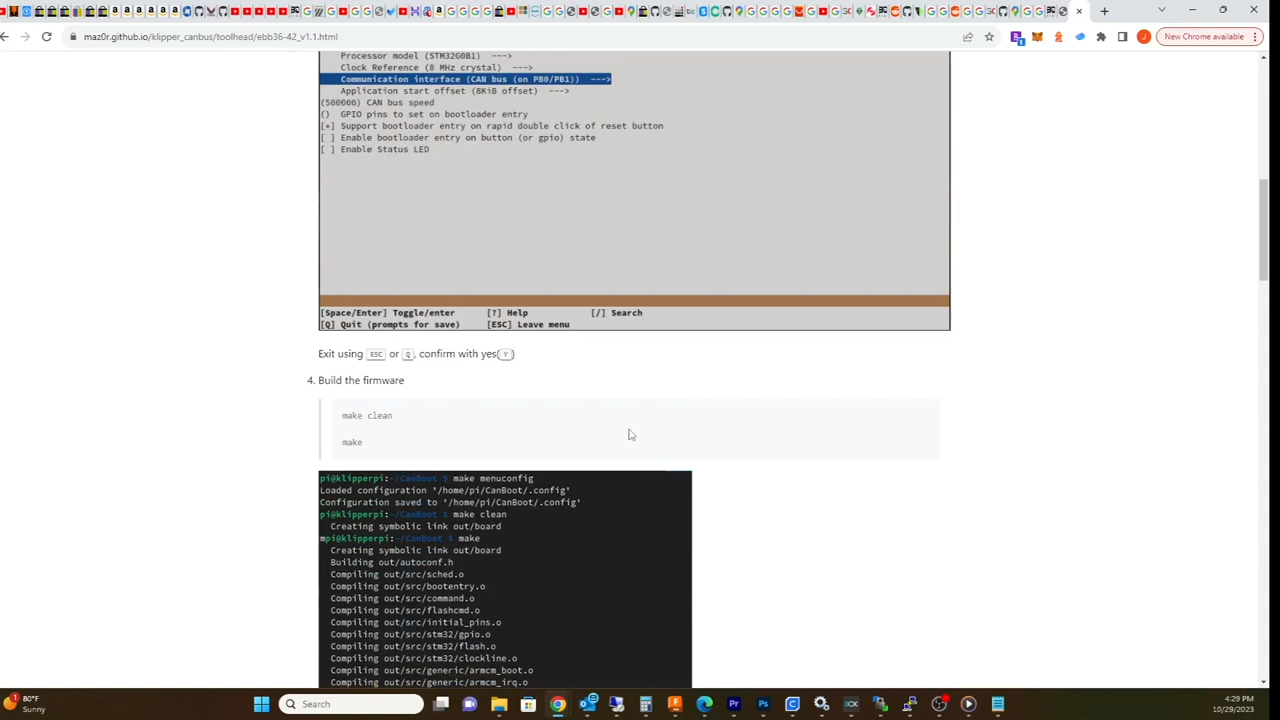 New Chrome available
maz0r.github.io/klipper_canbus/toolhead/ebb36-42_v1.1.html
Processor model (STM32G0B1) --->
Clock Reference (8 MHz crystal) --->
Communication interface (CAN bus (on PB0/PB1)) --->
Application start offset (8KiB offset) --->
(500000) CAN bus speed
() GPIO pins to set on bootloader entry
[*] Support bootloader entry on rapid double click of reset button
[ ] Enable bootloader entry on button (or gpio) state
[ ] Enable Status LED
[Space/Enter] Toggle/enter [?] Help [/] Search
[Q] Quit (prompts for save) [ESC] Leave menu
Exit using ESC or Q, confirm with yes( Y )
4. Build the firmware
make clean
make
pi@klipperpi:~/CanBoot $ make menuconfig
Loaded configuration '/home/pi/CanBoot/.config'
Configuration saved to '/home/pi/CanBoot/.config'
pi@klipperpi:~/CanBoot $ make clean
Creating symbolic link out/board
mpi@klipperpi:~/CanBoot $ make
Creating symbolic link out/board
Building out/autoconf.h
Compiling out/src/sched.o
Compiling out/src/bootentry.o
Compiling out/src/command.o
Compiling out/src/flashcmd.o
Compiling out/src/initial_pins.o
Compiling out/src/stm32/gpio.o
Compiling out/src/stm32/flash.o
Compiling out/src/stm32/clockline.o
Compiling out/src/generic/armcm_boot.o
Compiling out/src/generic/armcm_irq.o
80°F
Sunny
Search
4:29 PM
10/29/2023